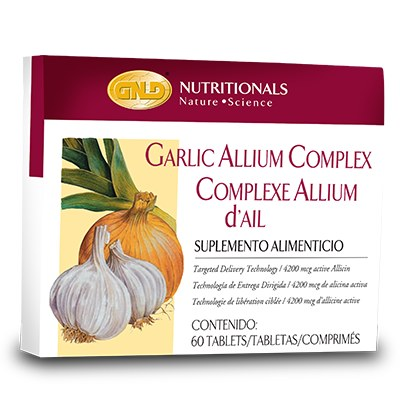 GNLD
NUTRITIONALS
Nature • Science
GARLIC ALLIUM COMPLEX
COMPLEXE ALLIUM
d'AIL
SUPLEMENTO ALIMENTICIO
Targeted Delivery Technology / 4200 mcg active Allicin
Tecnología de Entrega Dirigida / 4200 mcg de alicina activa
Technologie de libération ciblée / 4200 mcg d'allicine active
CONTENIDO:
60 TABLETS/TABLETAS/COMPRIMÉS